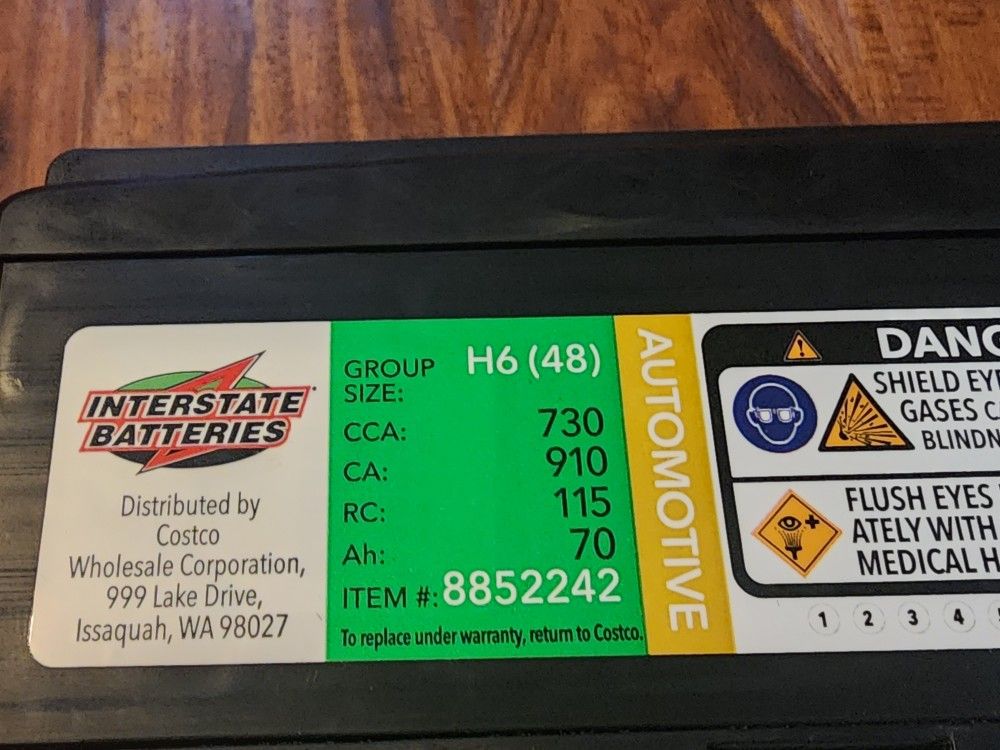 INTERSTATE
BATTERIES
Distributed by
Costco
Wholesale Corporation,
999 Lake Drive,
Issaquah, WA 98027
GROUP SIZE: H6 (48)
CCA: 730
CA: 910
RC: 115
Ah: 70
ITEM #: 8852242
To replace under warranty, return to Costco.
AUTOMOTIVE
SHIELD
GASES
FLUSH EYES
ATELY WITH
MEDICAL
1 2 3 4